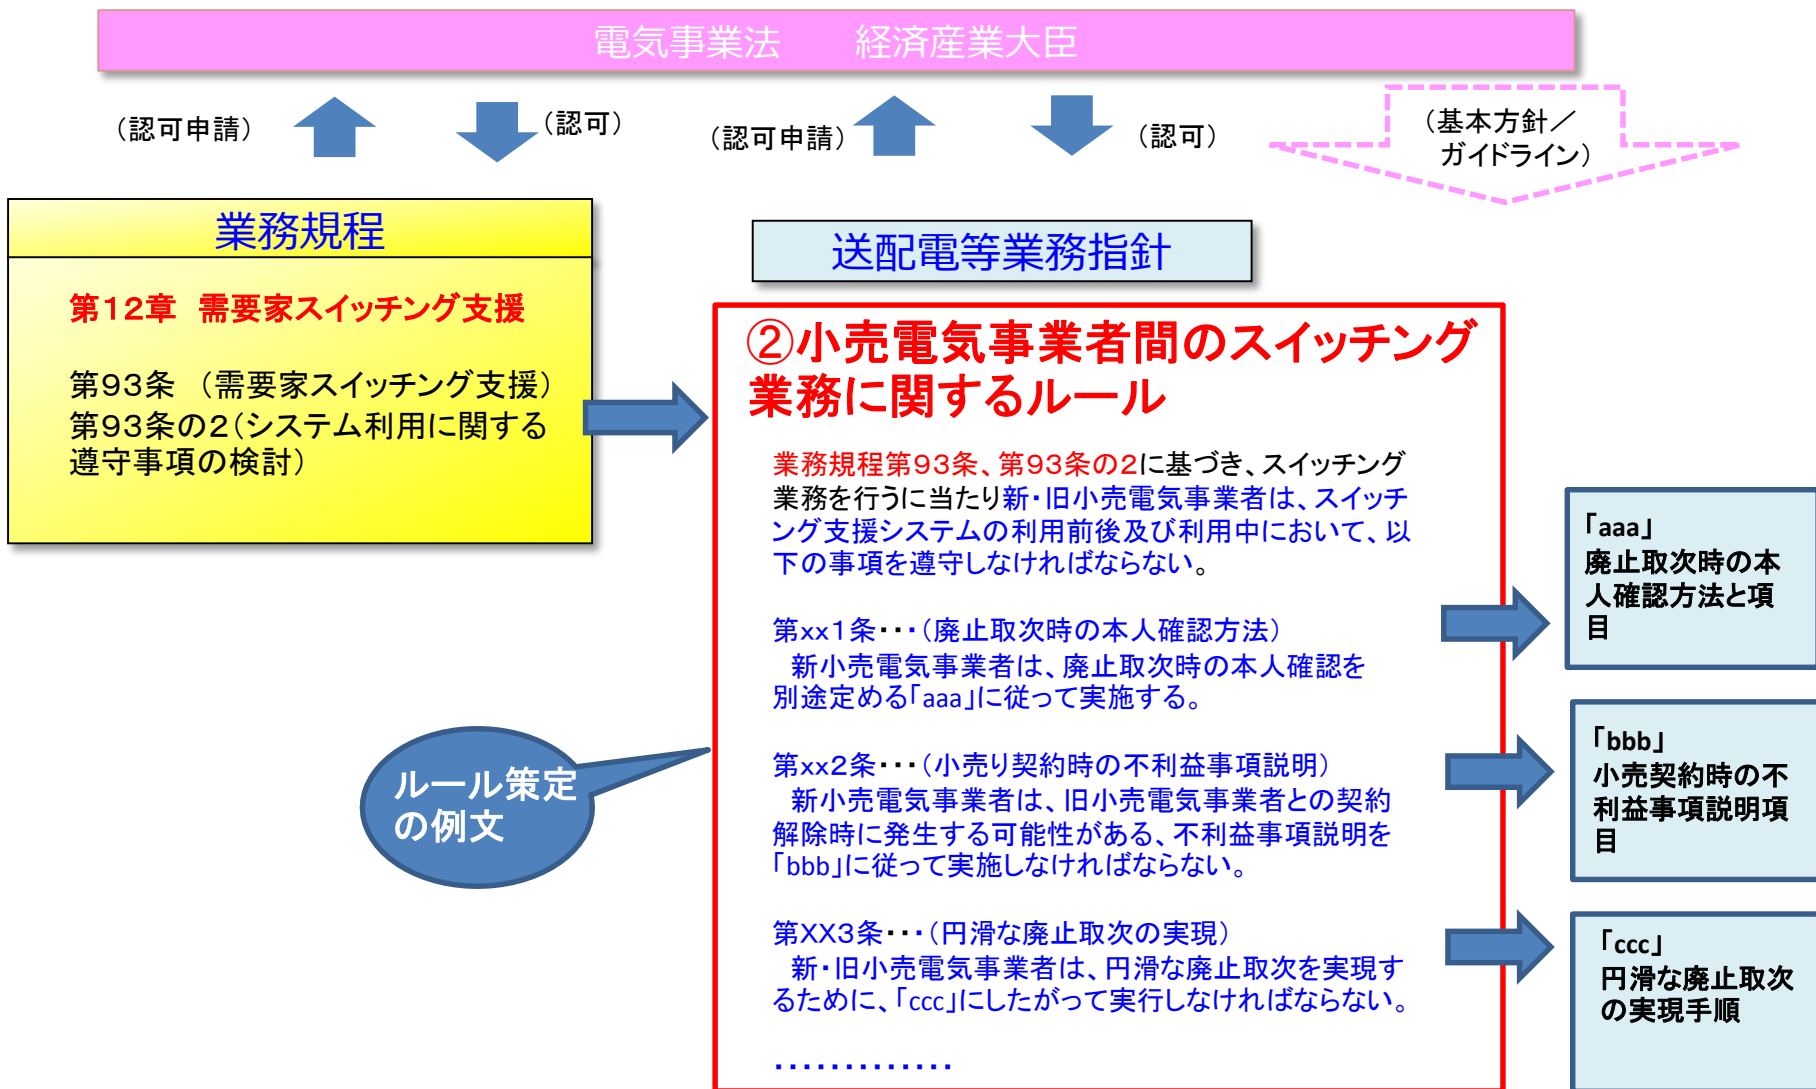 電気事業法　　経済産業大臣
（認可申請）
（認可）
（認可申請）
（認可）
（基本方針／
ガイドライン）
業務規程
第12章　需要家スイッチング支援
第93条　（需要家スイッチング支援）
第93条の2（システム利用に関する
遵守事項の検討）
送配電等業務指針
②小売電気事業者間のスイッチング
業務に関するルール
業務規程第93条、第93条の2に基づき、スイッチング
業務を行うに当たり新・旧小売電気事業者は、スイッチ
ング支援システムの利用前後及び利用中において、以
下の事項を遵守しなければならない。
第xx1条・・・（廃止取次時の本人確認方法）
新小売電気事業者は、廃止取次時の本人確認を
別途定める「aaa」に従って実施する。
第xx2条・・・（小売り契約時の不利益事項説明）
新小売電気事業者は、旧小売電気事業者との契約
解除時に発生する可能性がある、不利益事項説明を
「bbb」に従って実施しなければならない。
第XX3条・・・（円滑な廃止取次の実現）
新・旧小売電気事業者は、円滑な廃止取次を実現す
るために、「ccc」にしたがって実行しなければならない。
・・・・・・・・・・・・・
ルール策定
の例文
「aaa」
廃止取次時の本
人確認方法と項
目
「bbb」
小売契約時の不
利益事項説明項
目
「ccc」
円滑な廃止取次
の実現手順